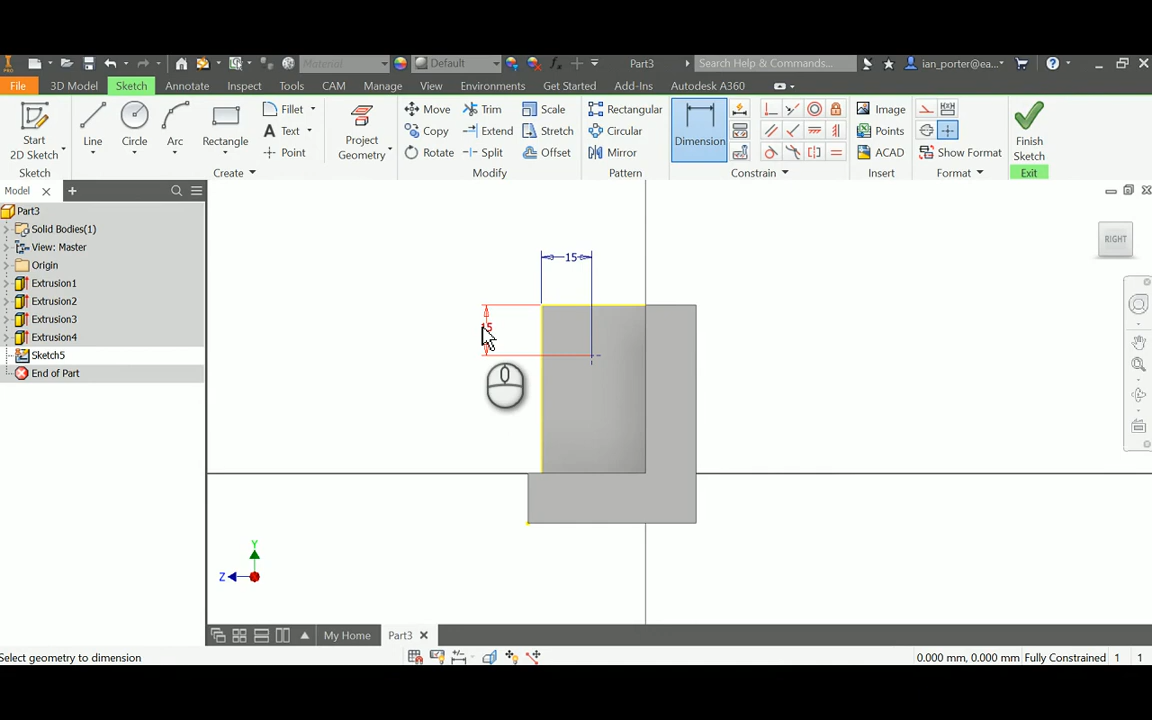 Material
Default
fx
Part3
Search Help & Commands...
ian_porter@ea...
File
3D Model
Sketch
Annotate
Inspect
Tools
CAM
Manage
View
Environments
Get Started
Add-Ins
Autodesk A360
Start
2D Sketch
Line
Circle
Arc
Rectangle
Fillet
Text
Point
Project
Geometry
Move
Copy
Rotate
Trim
Extend
Split
Scale
Stretch
Offset
Rectangular
Circular
Mirror
Dimension
Image
Points
ACAD
Show Format
Finish
Sketch
Sketch
Create
Modify
Pattern
Constrain
Insert
Format
Exit
Model
Part3
Solid Bodies(1)
View: Master
Origin
Extrusion1
Extrusion2
Extrusion3
Extrusion4
Sketch5
End of Part
15
15
RIGHT
Y
Z
My Home
Part3
Select geometry to dimension
0.000 mm, 0.000 mm
Fully Constrained
1
1